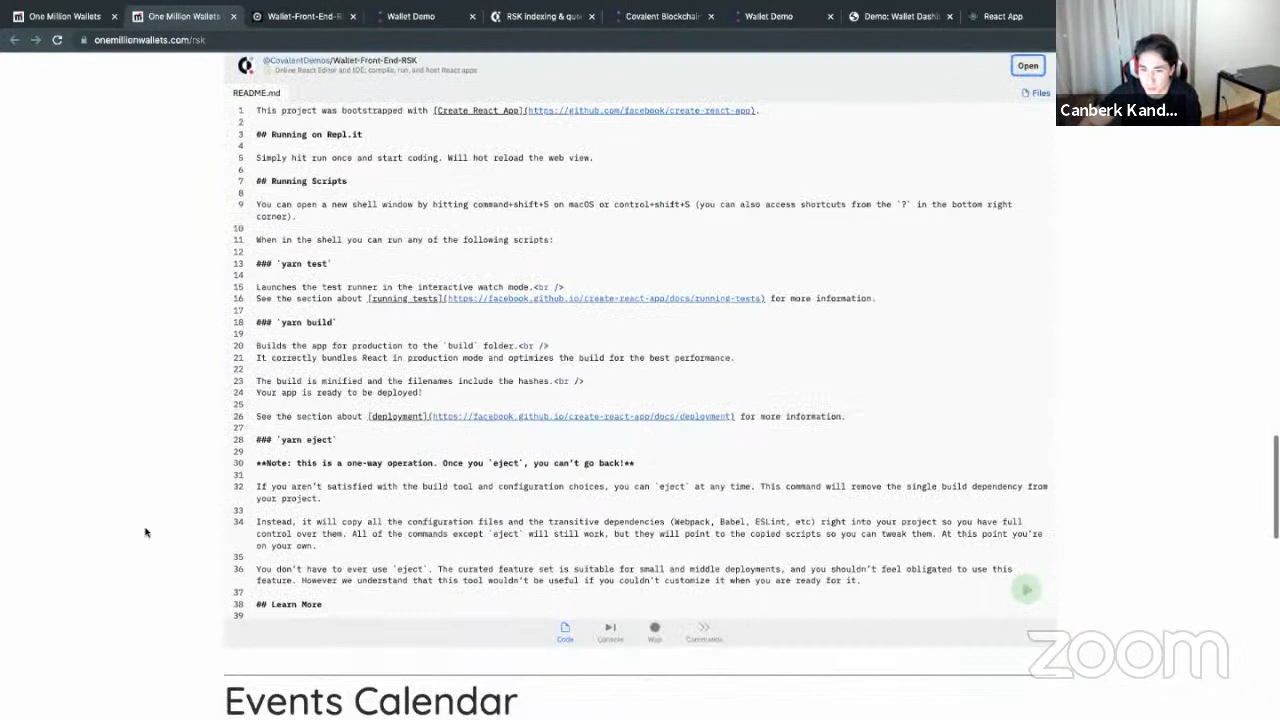 One Million Wallets
One Million Wallets
Wallet-Front-End-R
Wallet Demo
RSK Indexing & que
Covalent Blockchain
Wallet Demo
Demo: Wallet Dashb
React App
onemillionwallets.com/rsk
@CovalentDemos/Wallet-Front-End-RSK
Online React Editor and IDE: compile, run, and host React apps
Open
README.md
Files
1 This project was bootstrapped with [Create React App](https://github.com/facebook/create-react-app).
2
3 ## Running on Repl.it
4
5 Simply hit run once and start coding. Will hot reload the web view.
6
7 ## Running Scripts
8
9 You can open a new shell window by hitting command+shift+S on macOS or control+shift+S (you can also access shortcuts from the `?` in the bottom right
corner).
10
11 When in the shell you can run any of the following scripts:
12
13 ### `yarn test`
14
15 Launches the test runner in the interactive watch mode.<br />
16 See the section about [running tests](https://facebook.github.io/create-react-app/docs/running-tests) for more information.
17
18 ### `yarn build`
19
20 Builds the app for production to the `build` folder.<br />
21 It correctly bundles React in production mode and optimizes the build for the best performance.
22
23 The build is minified and the filenames include the hashes.<br />
24 Your app is ready to be deployed!
25
26 See the section about [deployment](https://facebook.github.io/create-react-app/docs/deployment) for more information.
27
28 ### `yarn eject`
29
30 **Note: this is a one-way operation. Once you `eject`, you can't go back!**
31
32 If you aren't satisfied with the build tool and configuration choices, you can `eject` at any time. This command will remove the single build dependency from
your project.
33
34 Instead, it will copy all the configuration files and the transitive dependencies (Webpack, Babel, ESLint, etc) right into your project so you have full
control over them. All of the commands except `eject` will still work, but they will point to the copied scripts so you can tweak them. At this point you're
on your own.
35
36 You don't have to ever use `eject`. The curated feature set is suitable for small and middle deployments, and you shouldn't feel obligated to use this
feature. However we understand that this tool wouldn't be useful if you couldn't customize it when you are ready for it.
37
38 ## Learn More
39
Code
Console
Web
Commands
Events Calendar
Canberk Kand...
zoom